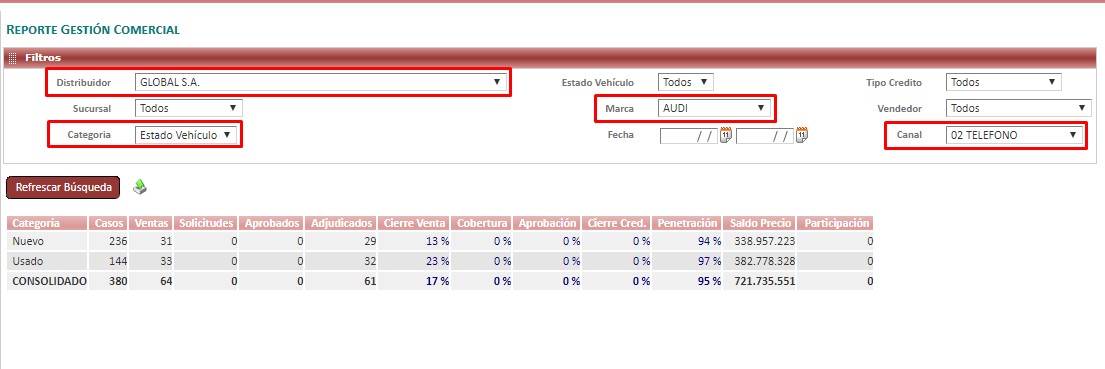 REPORTE GESTIÓN COMERCIAL
Filtros
Distribuidor GLOBAL S.A. Estado Vehículo Todos Tipo Credito Todos
Sucursal Todos Marca AUDI Vendedor Todos
Categoria Estado Vehículo Fecha / / 11 / / 11 Canal 02 TELEFONO
Refrescar Búsqueda
Categoria Casos Ventas Solicitudes Aprobados Adjudicados Cierre Venta Cobertura Aprobación Cierre Cred. Penetración Saldo Precio Participación
Nuevo 236 31 0 0 29 13 % 0 % 0 % 0 % 94 % 338.957.223 0
Usado 144 33 0 0 32 23 % 0 % 0 % 0 % 97 % 382.778.328 0
CONSOLIDADO 380 64 0 0 61 17 % 0 % 0 % 0 % 95 % 721.735.551 0